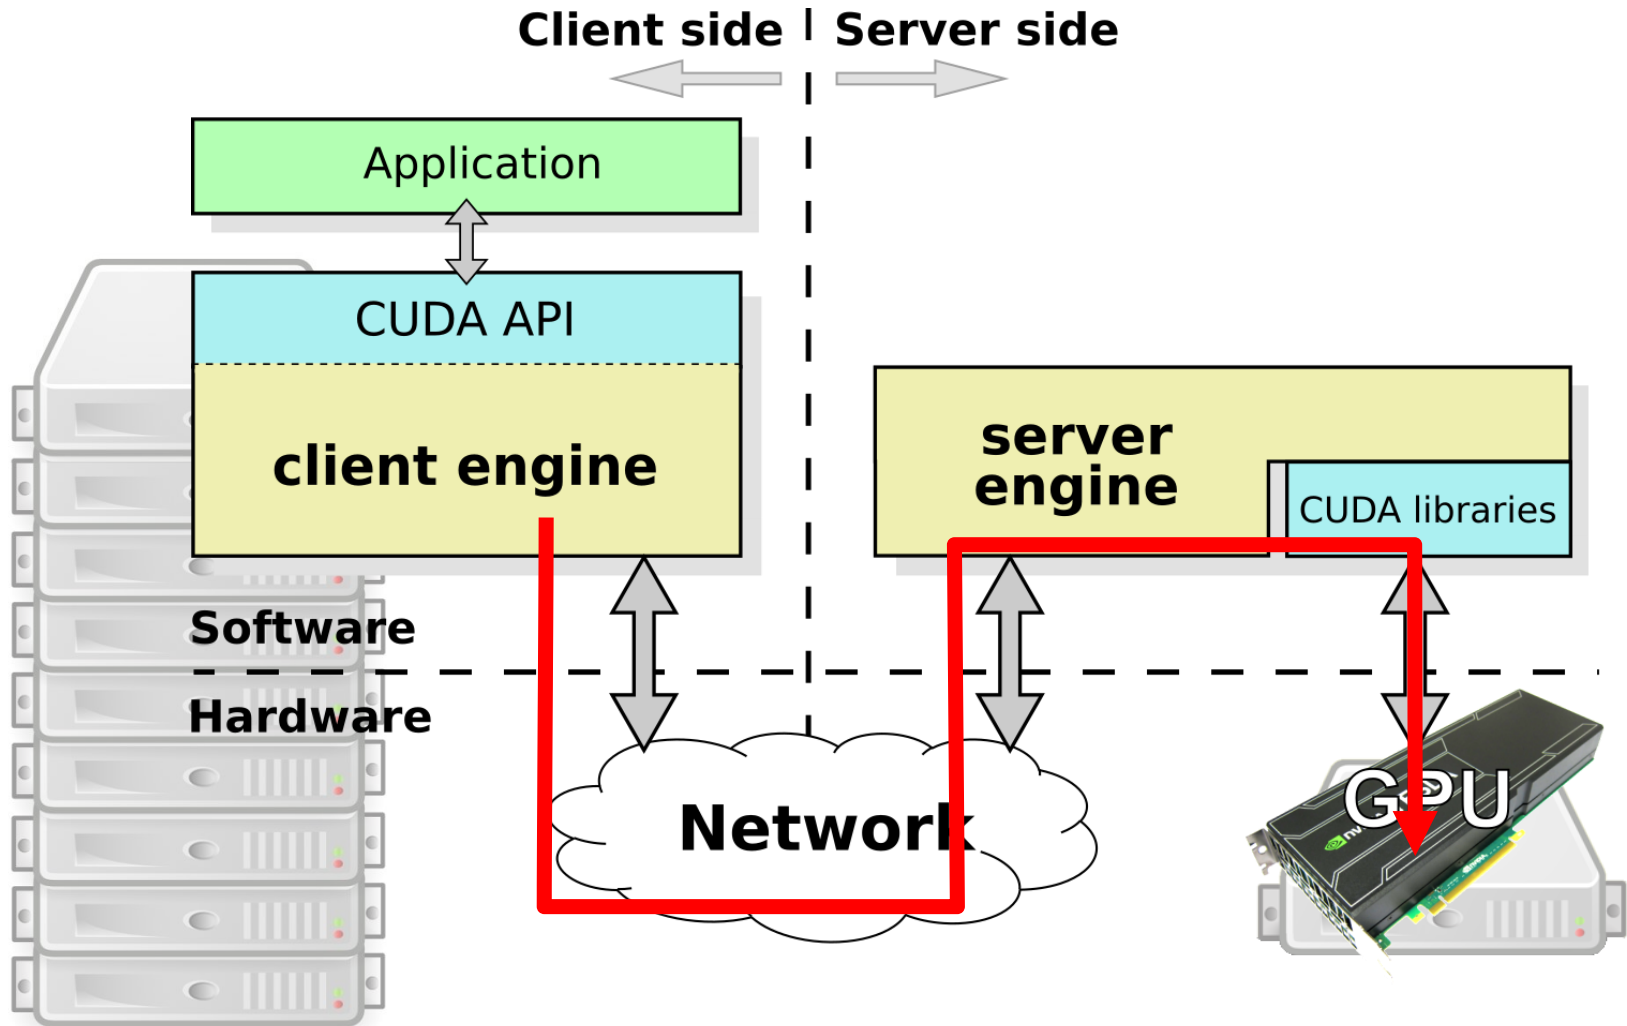 Client side
Server side
Application
CUDA API
client engine
server
engine
CUDA libraries
Software
Hardware
Network
GPU